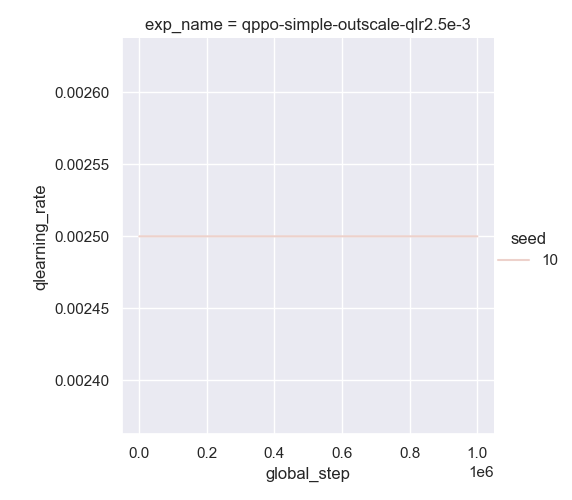 exp_name = qppo-simple-outscale-qlr2.5e-3
0.00260
0.00255
0.00250
0.00245
0.00240
qlearning_rate
seed
10
0.0 0.2 0.4 0.6 0.8 1.0
1e6
global_step